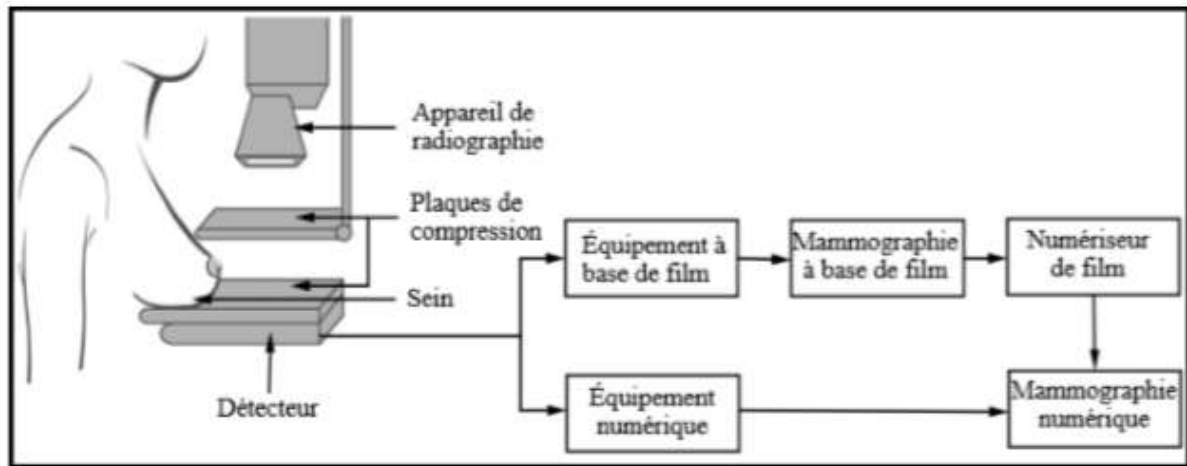 Appareil de
radiographie
Plaques de
compression
Sein
Détecteur
Équipement à
base de film
Mammographie
à base de film
Numériseur
de film
Équipement
numérique
Mammographie
numérique